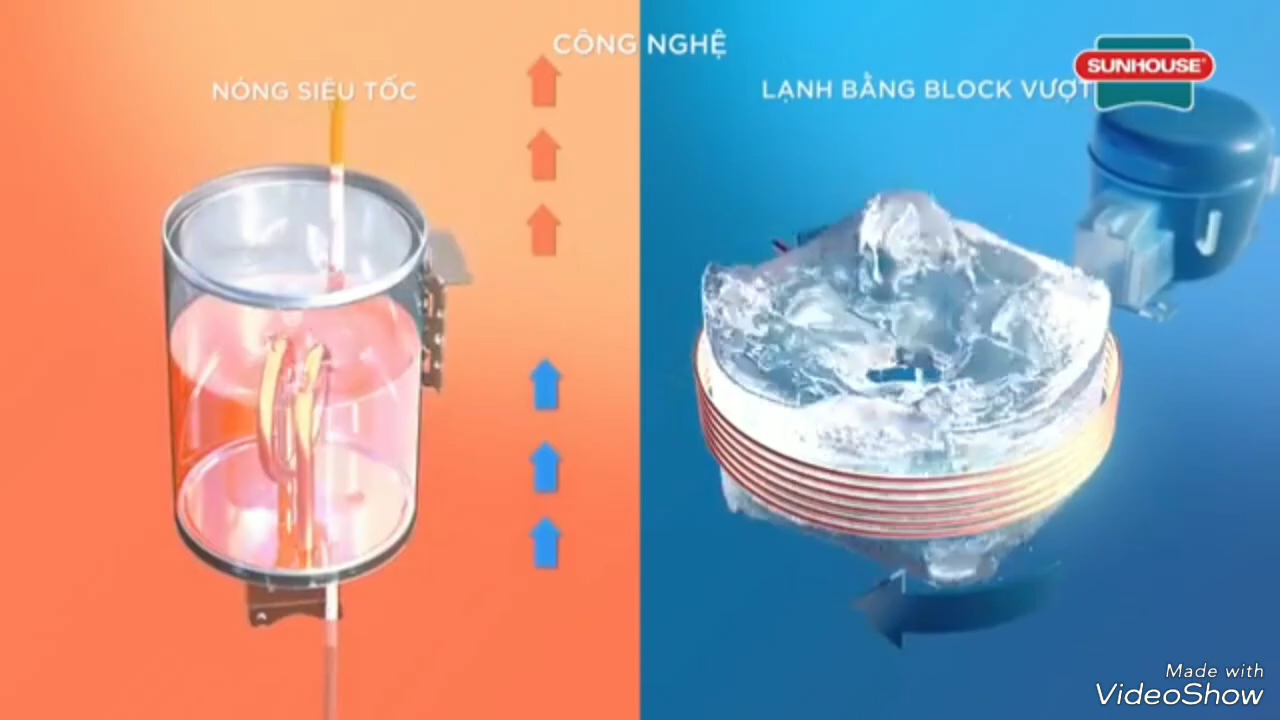 CÔNG NGHỆ
NÓNG SIÊU TỐC
LẠNH BẰNG BLOCK VƯỢT
SUNHOUSE®
Made with
VideoShow